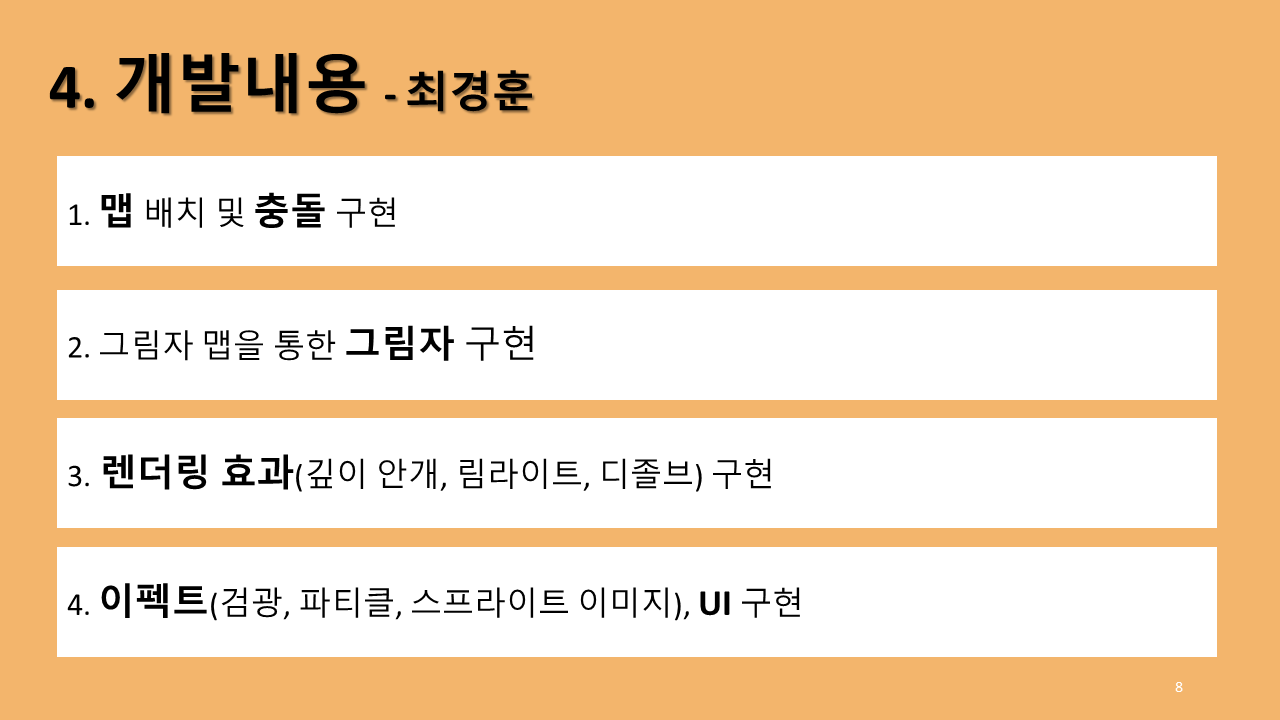 4. 개발내용 - 최경훈
1. 맵 배치 및 충돌 구현
2. 그림자 맵을 통한 그림자 구현
3. 렌더링 효과(깊이 안개, 림라이트, 디졸브) 구현
4. 이펙트(검광, 파티클, 스프라이트 이미지), UI 구현
8